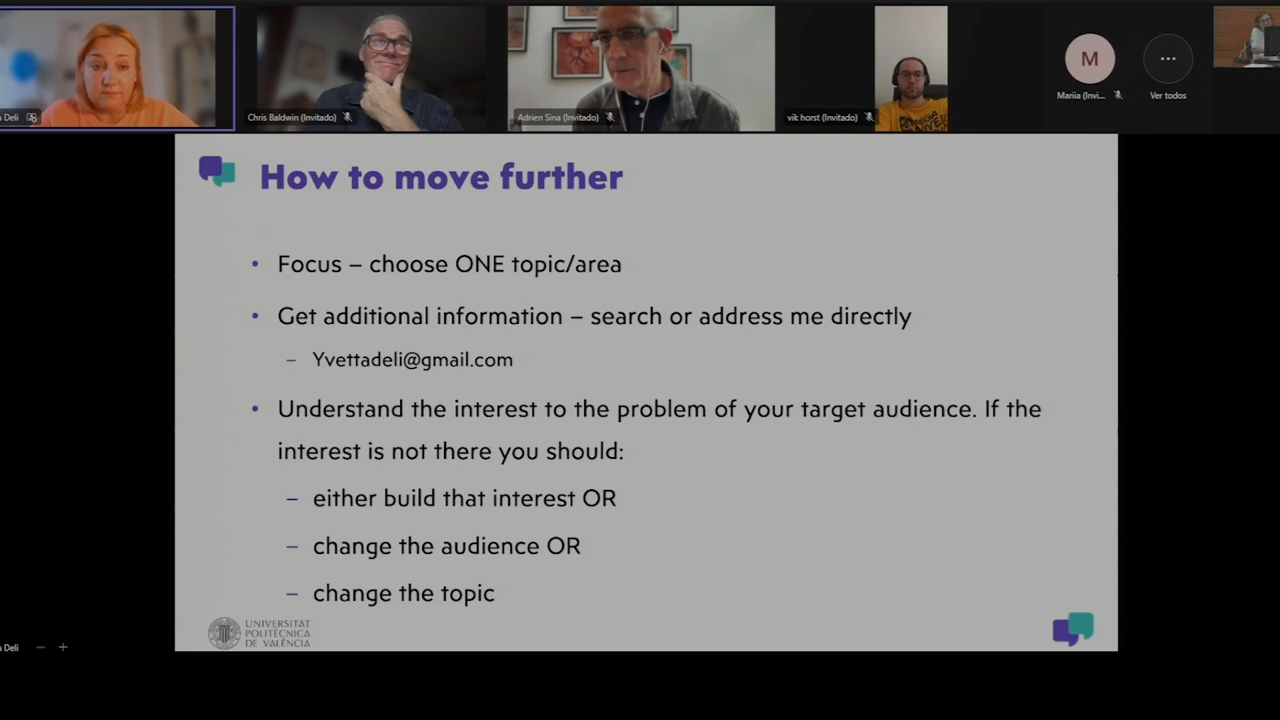 Deli
Chris Baldwin (Invitado)
Adrien Sina (Invitado)
vik horst (Invitado)
M
Mariia (Invi...
Ver todos
How to move further
• Focus – choose ONE topic/area
• Get additional information – search or address me directly
– Yvettadeli@gmail.com
• Understand the interest to the problem of your target audience. If the
interest is not there you should:
– either build that interest OR
– change the audience OR
– change the topic
UNIVERSITAT
POLITÈCNICA
DE VALÈNCIA
Deli